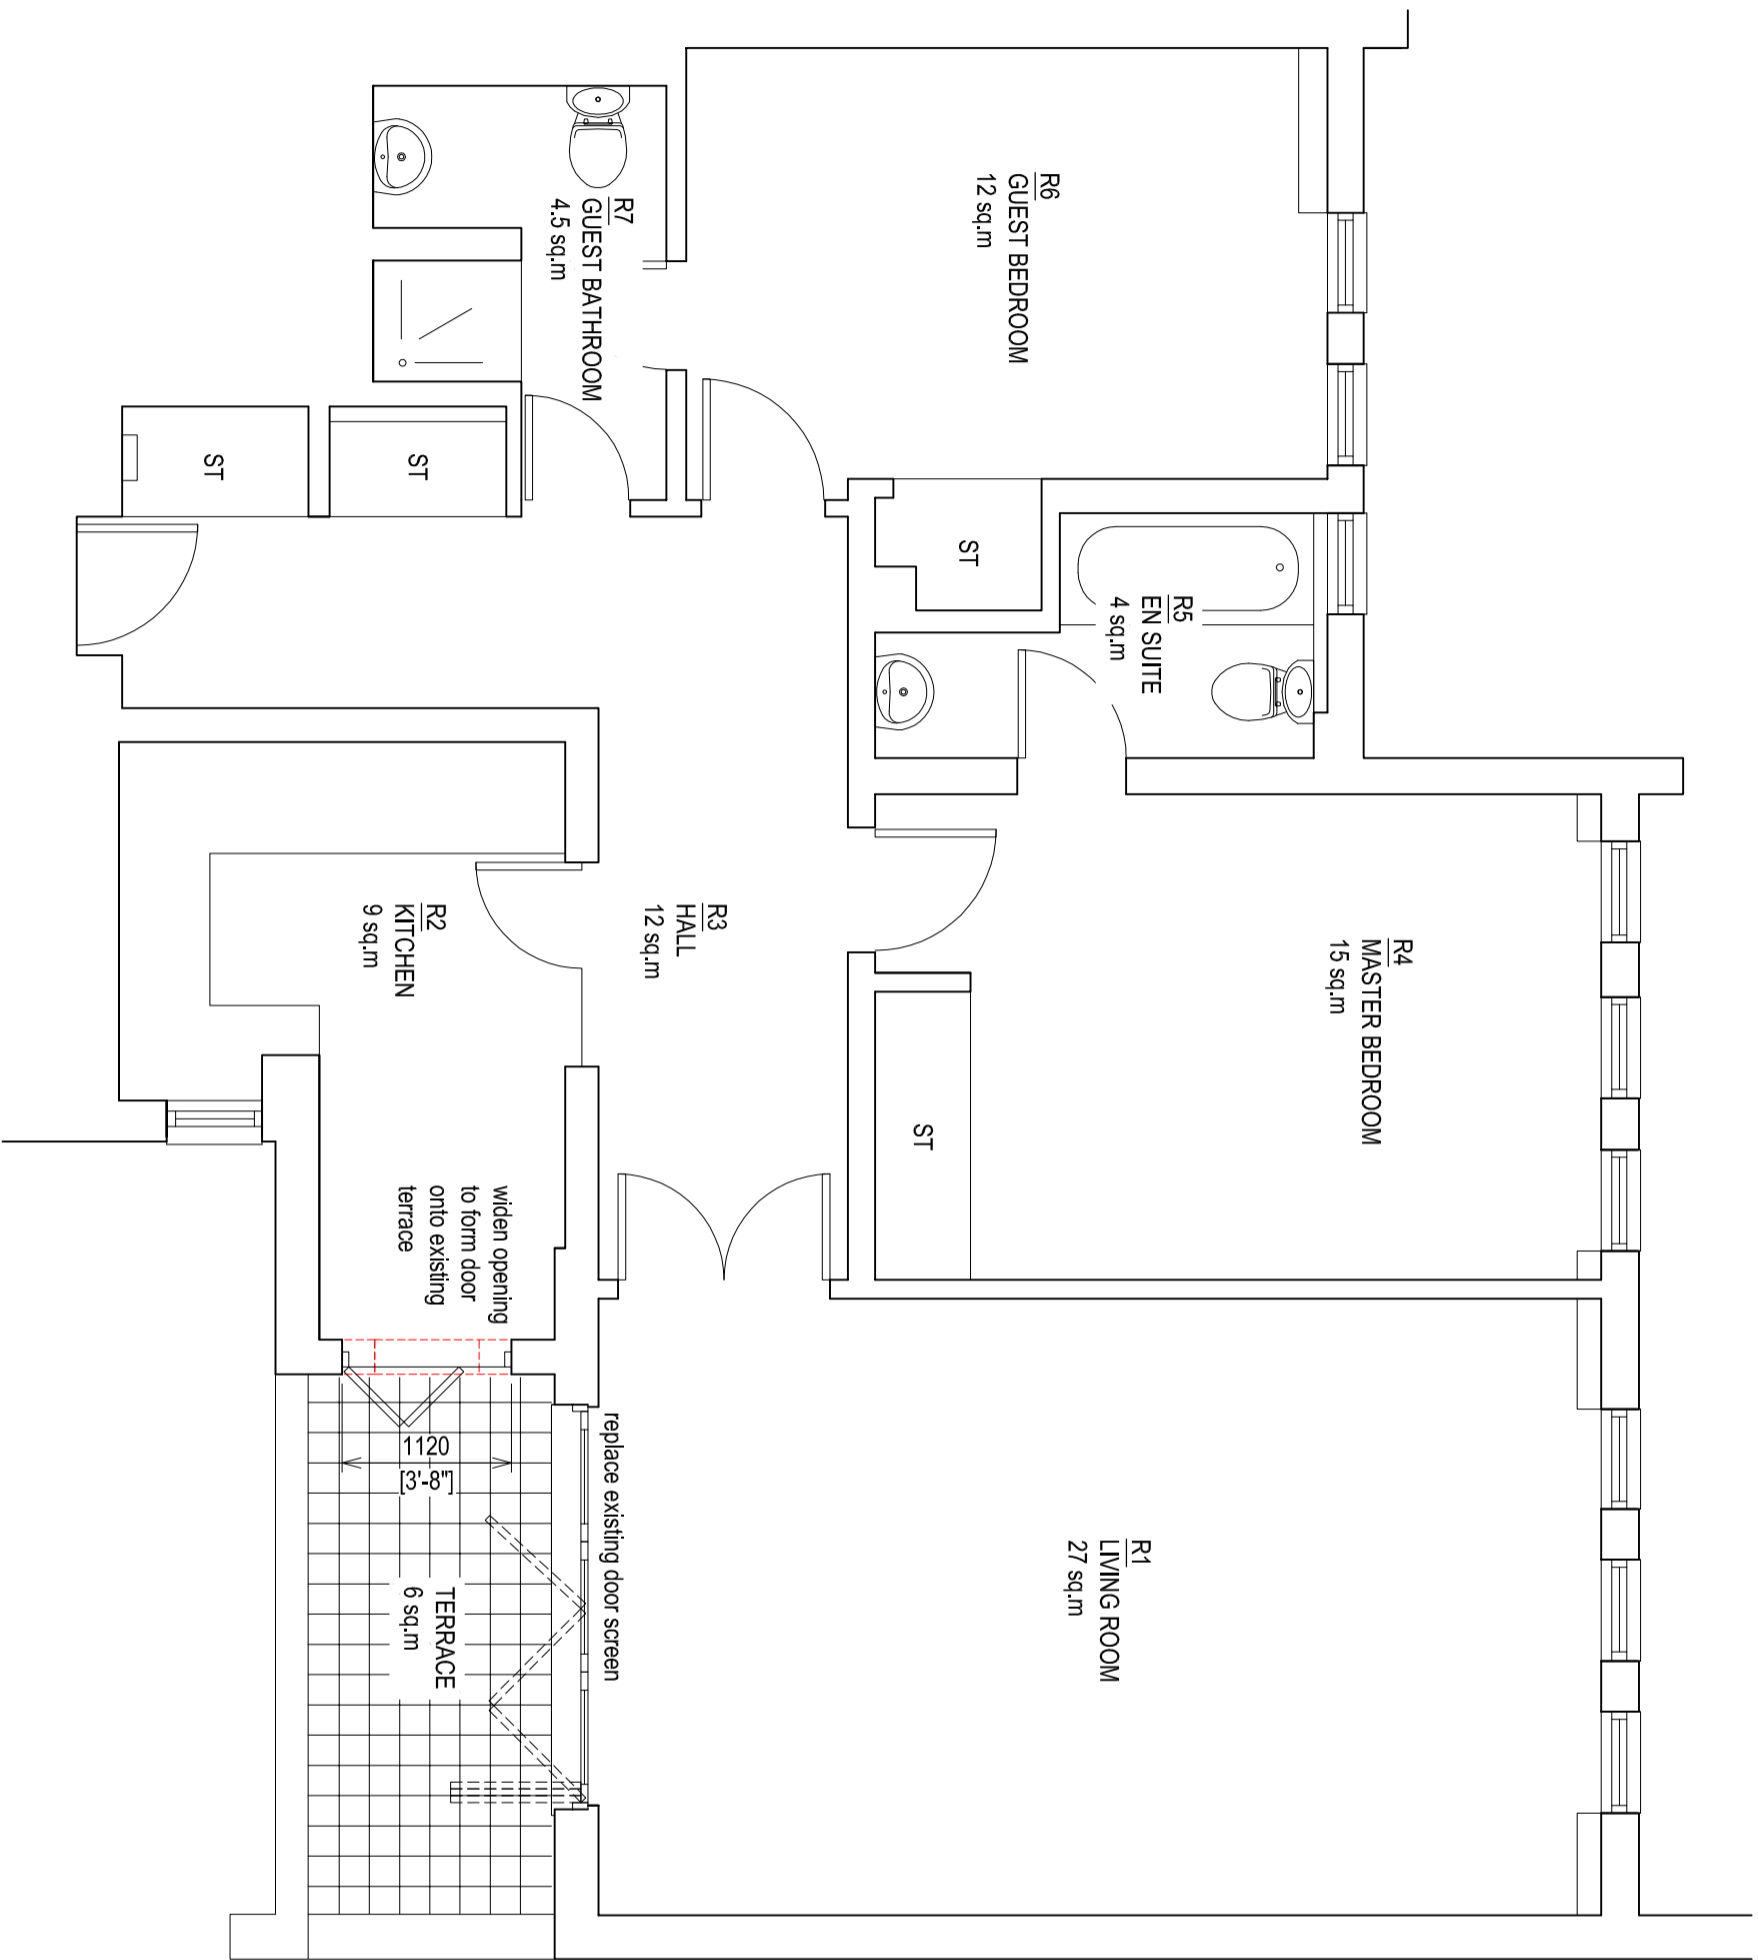 R6
GUEST BEDROOM
12 sq.m
R7
GUEST BATHROOM
4.5 sq.m
ST
ST
ST
R5
EN SUITE
4 sq.m
R4
MASTER BEDROOM
15 sq.m
R3
HALL
12 sq.m
R2
KITCHEN
9 sq.m
ST
widen opening
to form door
onto existing
terrace
R1
LIVING ROOM
27 sq.m
replace existing door screen
1120
[3'-8"]
TERRACE
6 sq.m